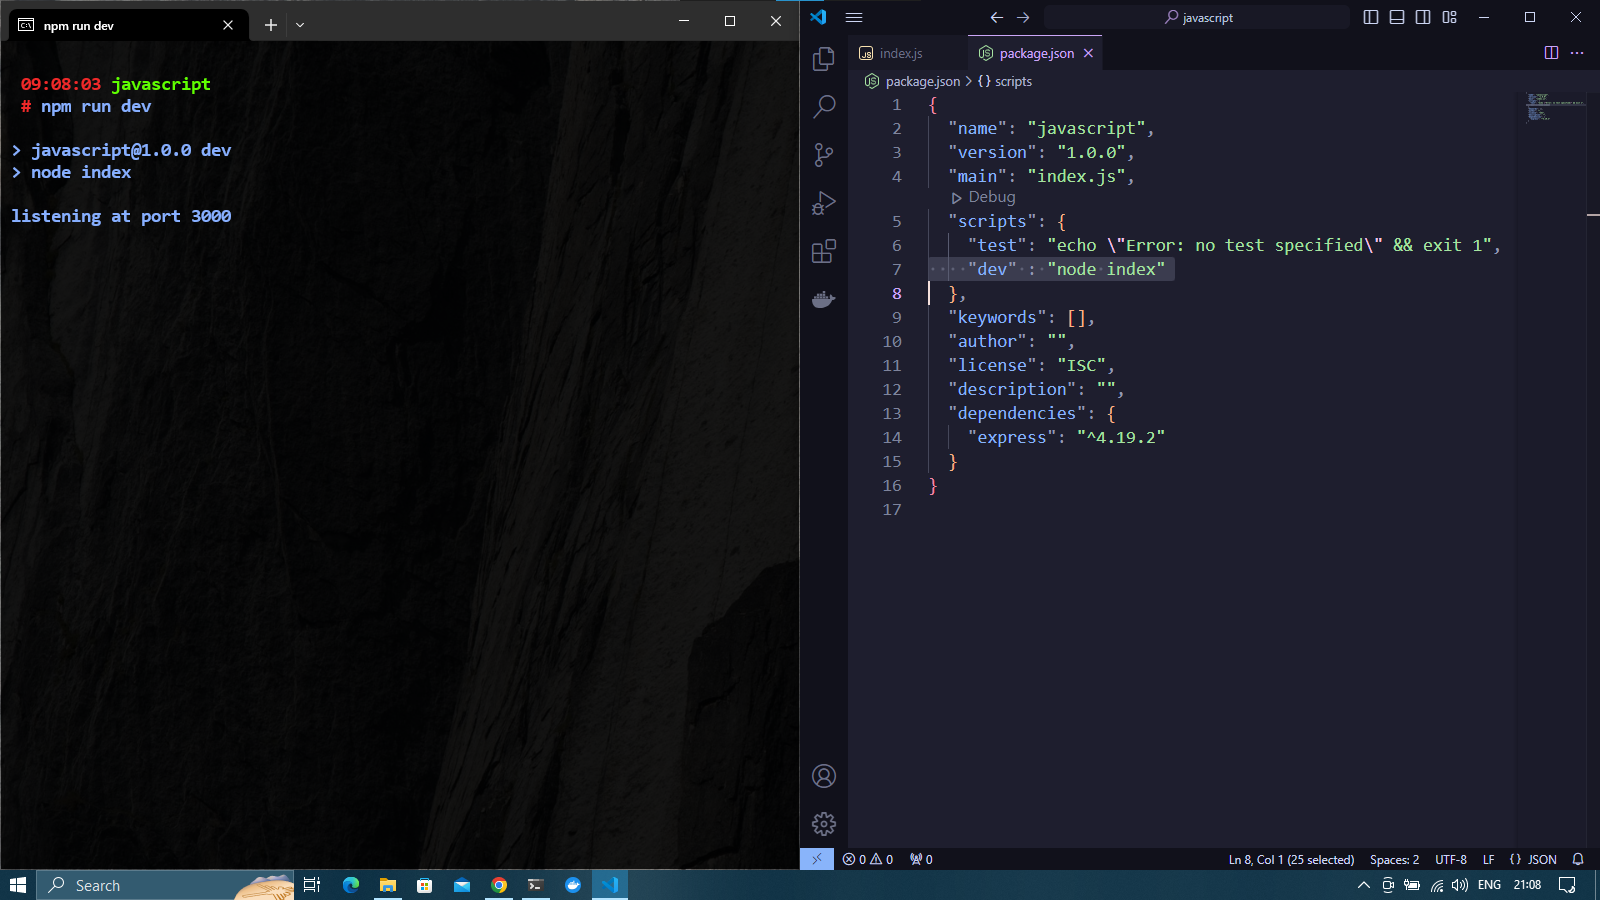 npm run dev
09:08:03 javascript
# npm run dev
> javascript@1.0.0 dev
> node index
listening at port 3000
javascript
JS index.js
package.json
package.json > {} scripts
1 {
2 "name": "javascript",
3 "version": "1.0.0",
4 "main": "index.js",
Debug
5 "scripts": {
6 "test": "echo \"Error: no test specified\" && exit 1",
7 "dev" : "node index"
8 },
9 "keywords": [],
10 "author": "",
11 "license": "ISC",
12 "description": "",
13 "dependencies": {
14 "express": "^4.19.2"
15 }
16 }
17
0 0 0 Ln 8, Col 1 (25 selected) Spaces: 2 UTF-8 LF {} JSON
Search ENG 21:08